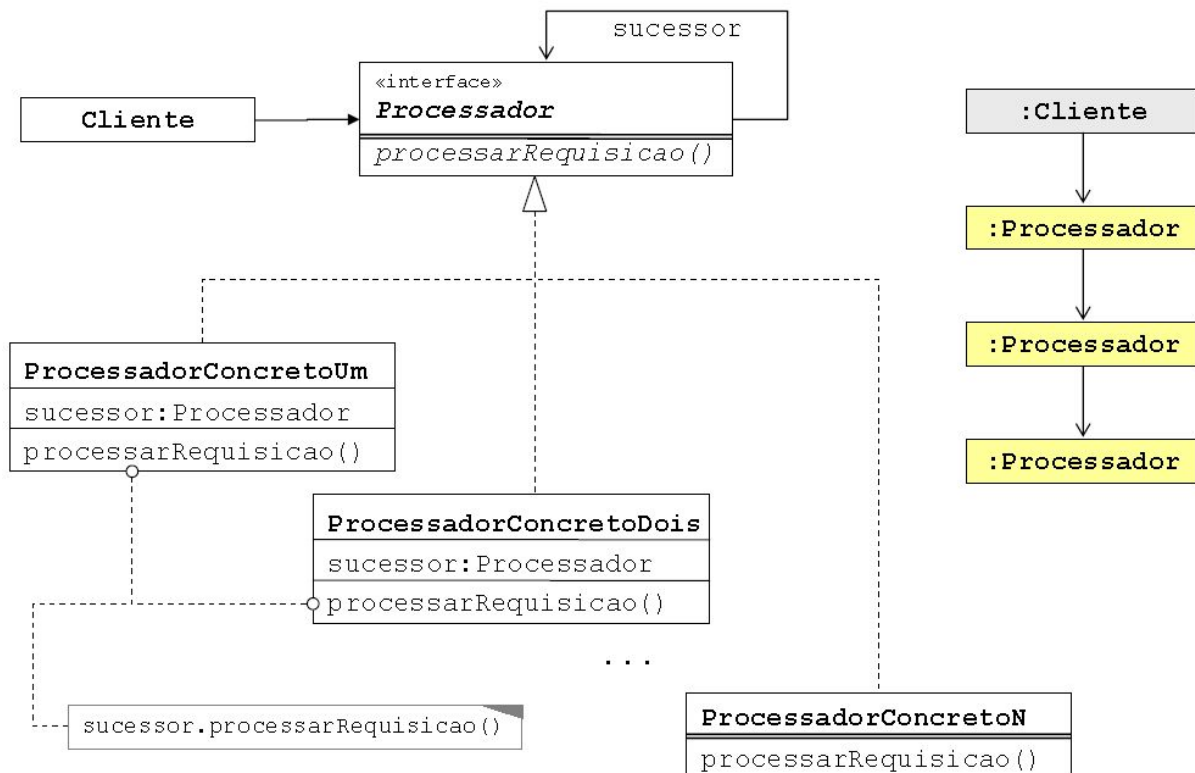 sucessor
«interface»
Processador
processarRequisicao()
Cliente
:Cliente
:Processador
:Processador
:Processador
ProcessadorConcretoUm
sucessor:Processador
processarRequisicao()
ProcessadorConcretoDois
sucessor:Processador
processarRequisicao()
...
sucessor.processarRequisicao()
ProcessadorConcretoN
processarRequisicao()